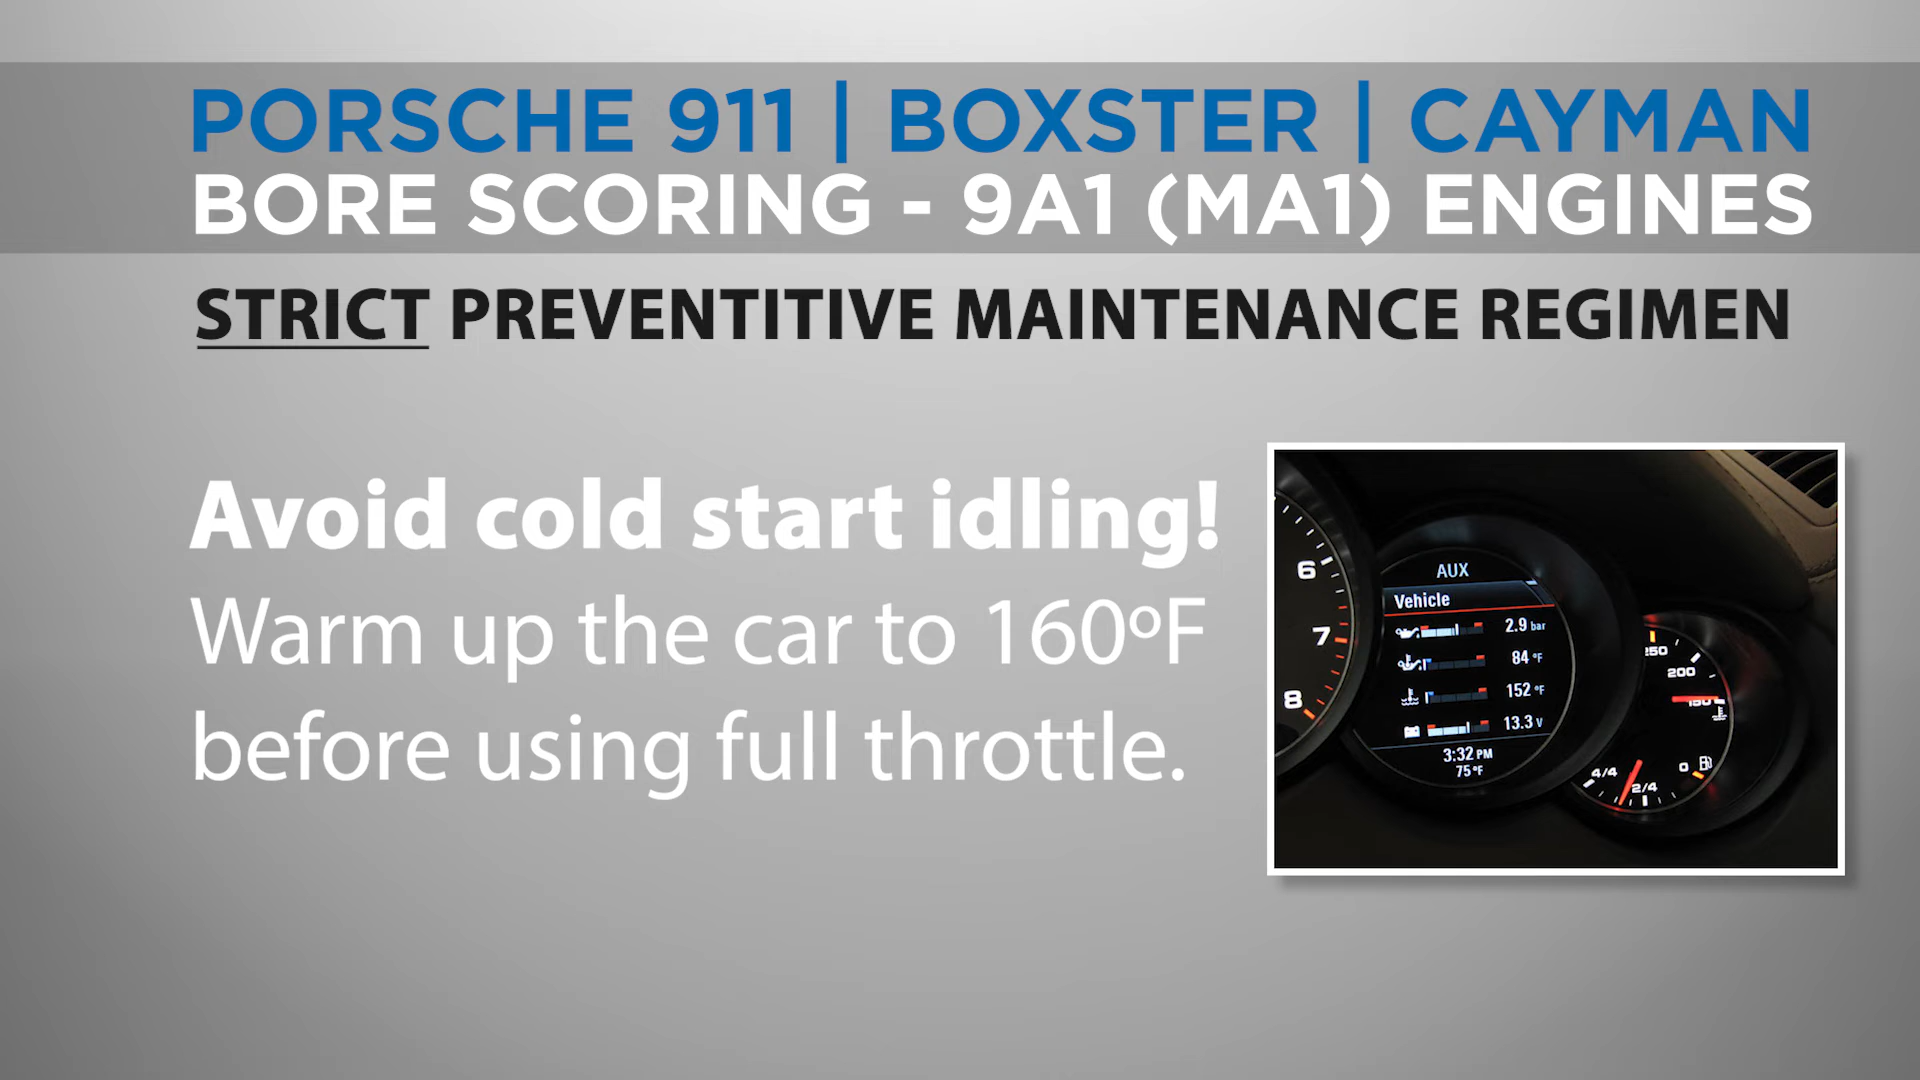 PORSCHE 911 | BOXSTER | CAYMAN
BORE SCORING - 9A1 (MA1) ENGINES
STRICT PREVENTITIVE MAINTENANCE REGIMEN
Avoid cold start idling!
Warm up the car to 160ºF
before using full throttle.
6
7
8
AUX
Vehicle
2.9 bar
84 °F
152 °F
13.3 V
3:32 PM
75 °F
250
200
150
0
4/4
2/4